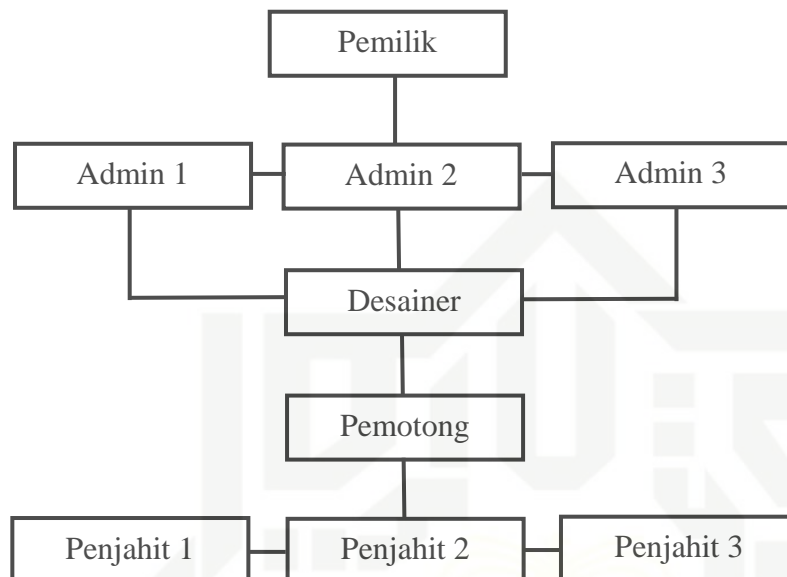 Pemilik
Admin 1
Admin 2
Admin 3
Desainer
Pemotong
Penjahit 1
Penjahit 2
Penjahit 3